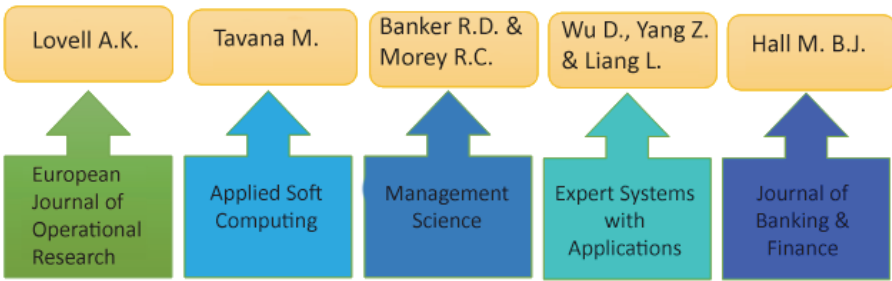 Lovell A.K.
Tavana M.
Banker R.D. &
Morey R.C.
Wu D., Yang Z.
& Liang L.
Hall M. B.J.
European
Journal of
Operational
Research
Applied Soft
Computing
Management
Science
Expert Systems
with
Applications
Journal of
Banking &
Finance